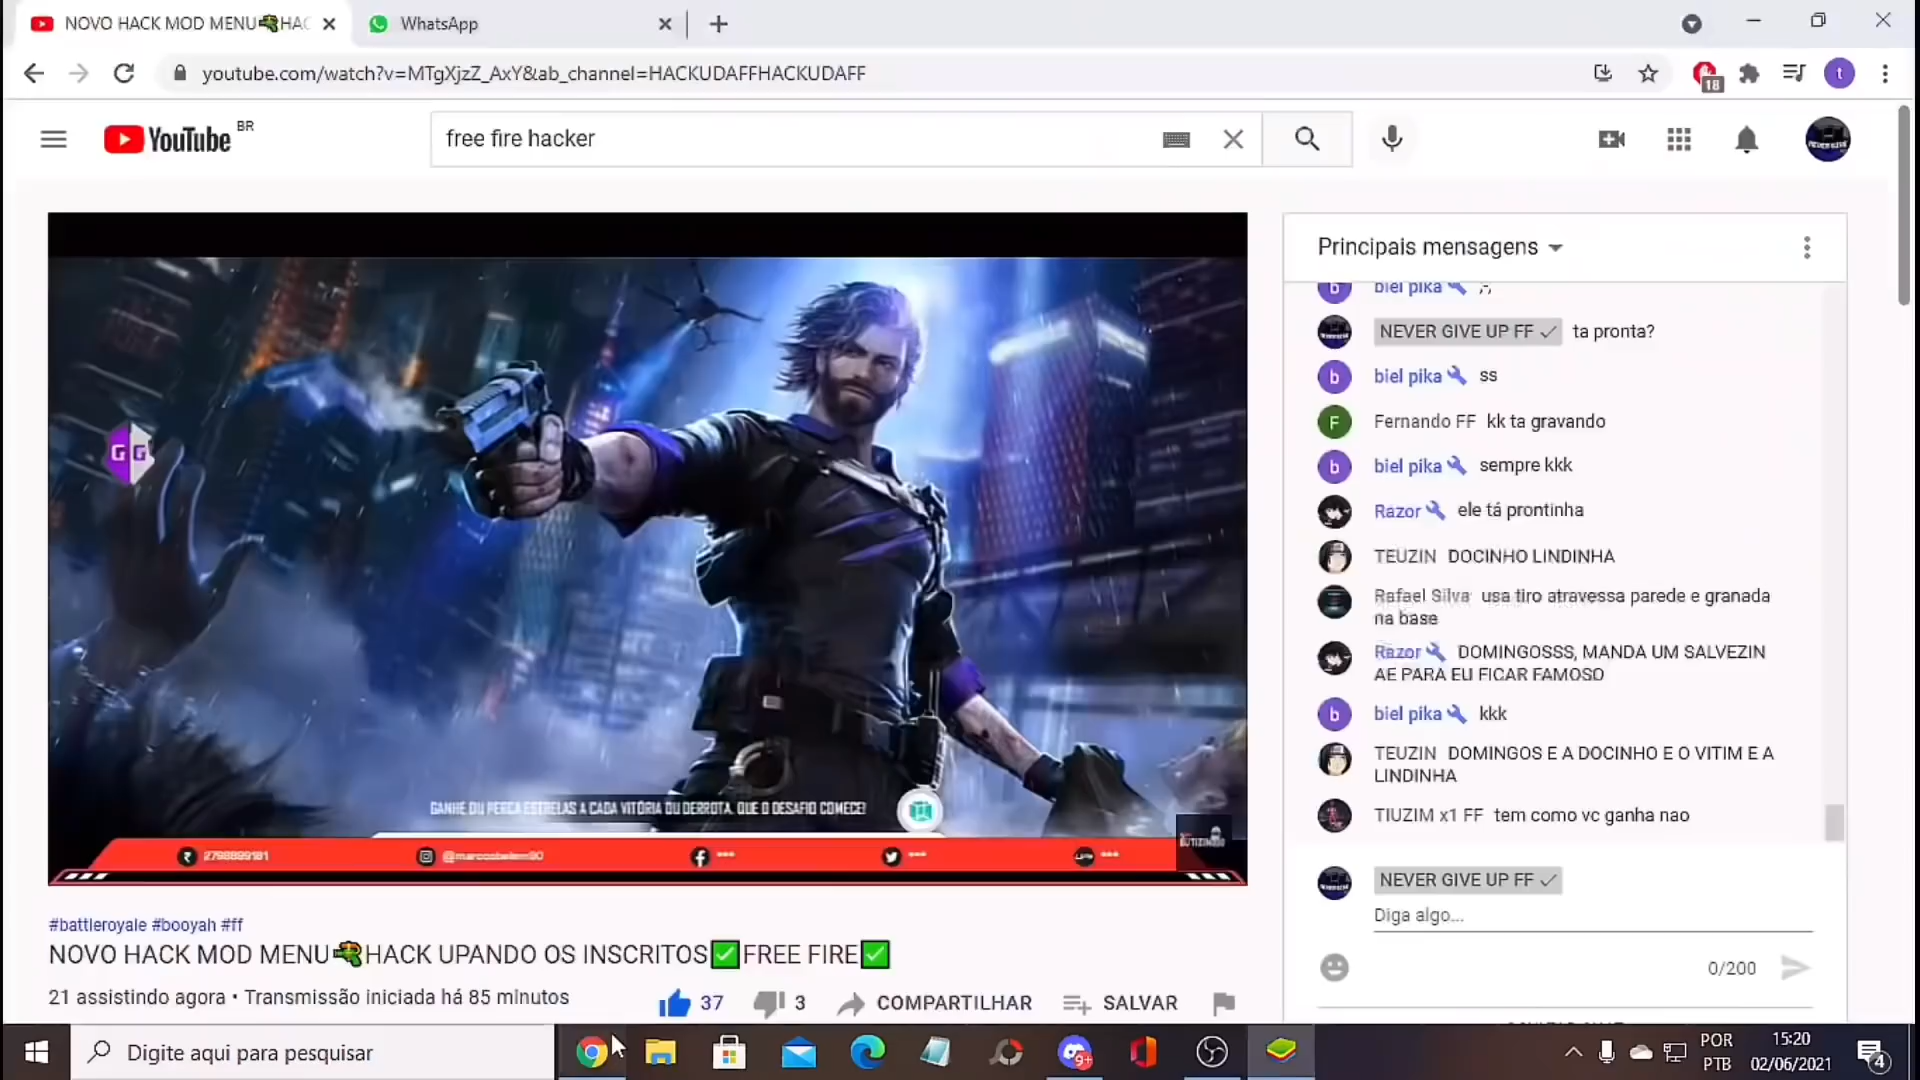 NOVO HACK MOD MENU🔫HAC
WhatsApp
youtube.com/watch?v=MTgXjzZ_AxY&ab_channel=HACKUDAFFHACKUDAFF
18
t
YouTube BR
free fire hacker
Principais mensagens
b biel pika ;-;
NEVER GIVE UP FF ✓ ta pronta?
b biel pika ss
F Fernando FF kk ta gravando
b biel pika sempre kkk
Razor ele tá prontinha
TEUZIN DOCINHO LINDINHA
Rafael Silva usa tiro atravessa parede e granada
na base
Razor DOMINGOSSS, MANDA UM SALVEZIN
AE PARA EU FICAR FAMOSO
b biel pika kkk
TEUZIN DOMINGOS E A DOCINHO E O VITIM E A
LINDINHA
TIUZIM x1 FF tem como vc ganha nao
NEVER GIVE UP FF ✓
Diga algo...
0/200
GG
GANHE OU PERCA ESTRELAS A CADA VITÓRIA OU DERROTA. QUE O DESAFIO COMECE!
#battleroyale #booyah #ff
NOVO HACK MOD MENU🔫HACK UPANDO OS INSCRITOS✅FREE FIRE✅
21 assistindo agora • Transmissão iniciada há 85 minutos
37
3
COMPARTILHAR
SALVAR
Digite aqui para pesquisar
9+
POR
PTB
15:20
02/06/2021
4